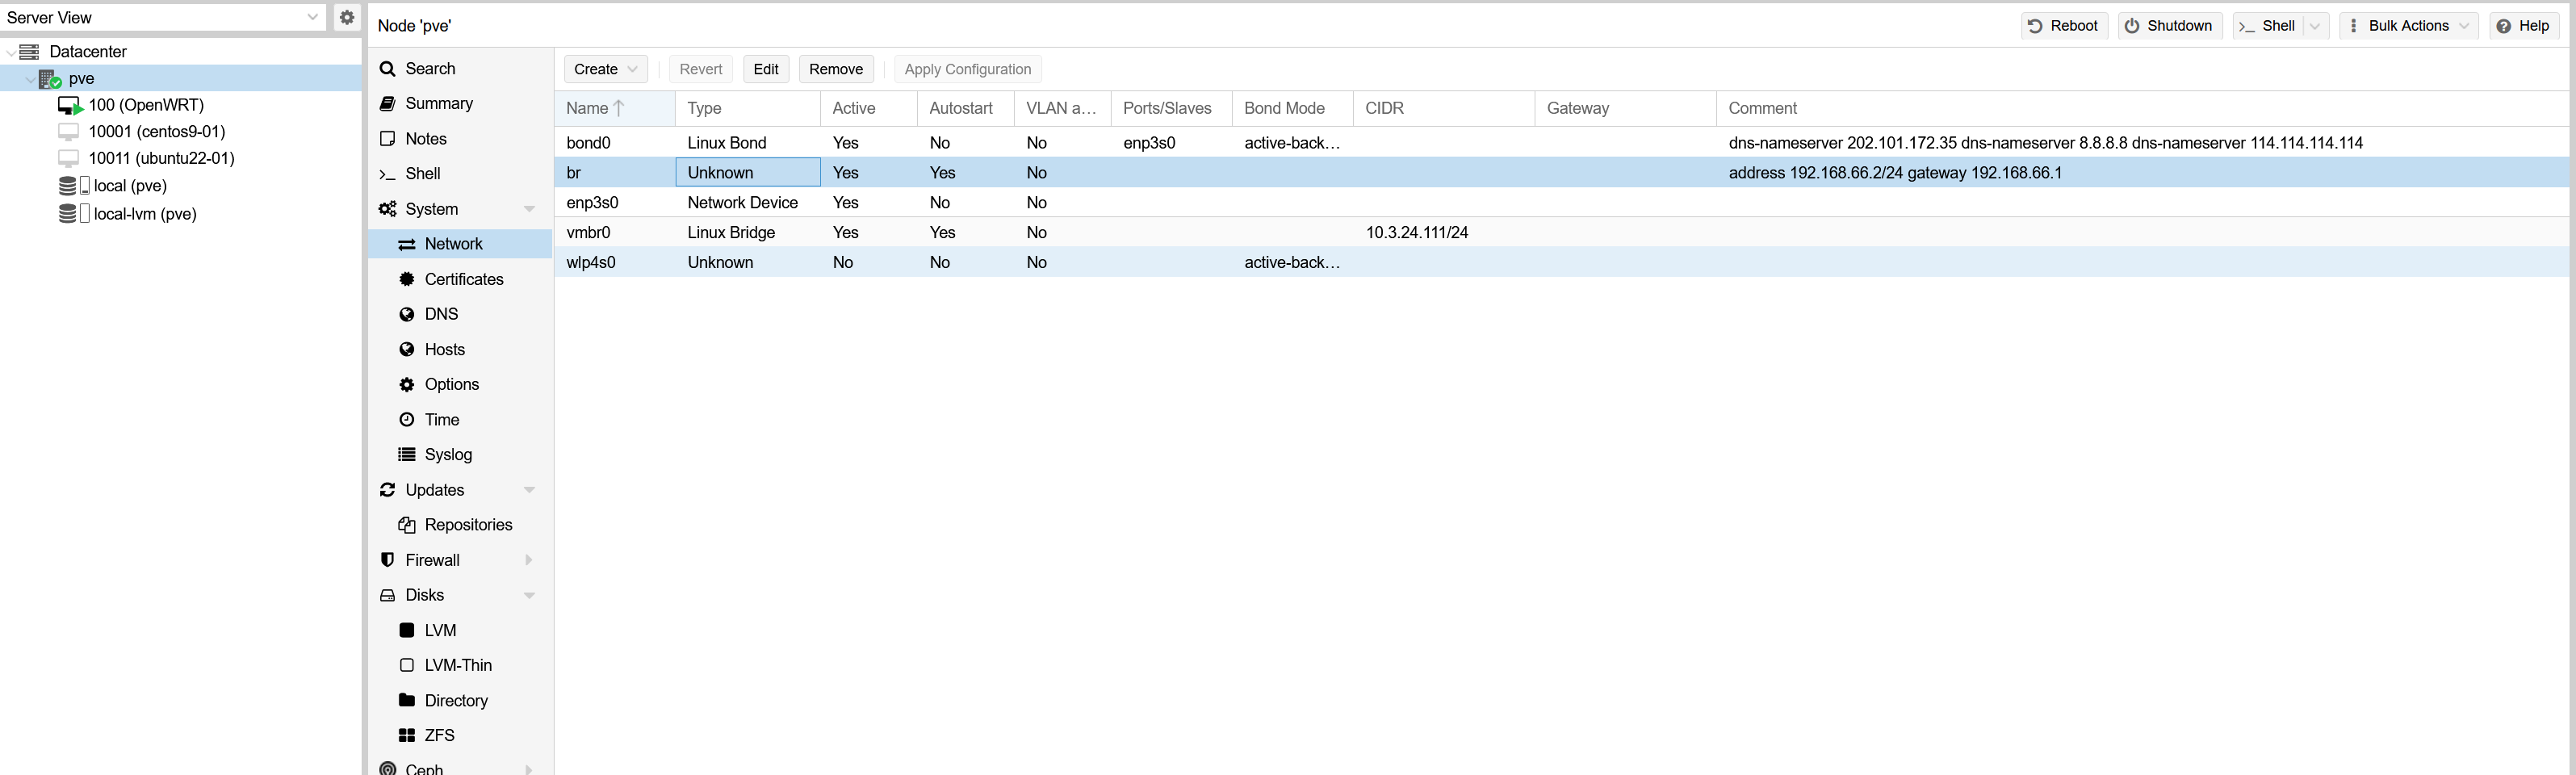 Server View
Datacenter
pve
100 (OpenWRT)
10001 (centos9-01)
10011 (ubuntu22-01)
local (pve)
local-lvm (pve)
Node 'pve'
Reboot Shutdown Shell Bulk Actions Help
Search
Summary
Notes
Shell
System
Network
Certificates
DNS
Hosts
Options
Time
Syslog
Updates
Repositories
Firewall
Disks
LVM
LVM-Thin
Directory
ZFS
Ceph
Create Revert Edit Remove Apply Configuration
Name Type Active Autostart VLAN a... Ports/Slaves Bond Mode CIDR Gateway Comment
bond0 Linux Bond Yes No No enp3s0 active-back... dns-nameserver 202.101.172.35 dns-nameserver 8.8.8.8 dns-nameserver 114.114.114.114
br Unknown Yes Yes No address 192.168.66.2/24 gateway 192.168.66.1
enp3s0 Network Device Yes No No
vmbr0 Linux Bridge Yes Yes No 10.3.24.111/24
wlp4s0 Unknown No No No active-back...